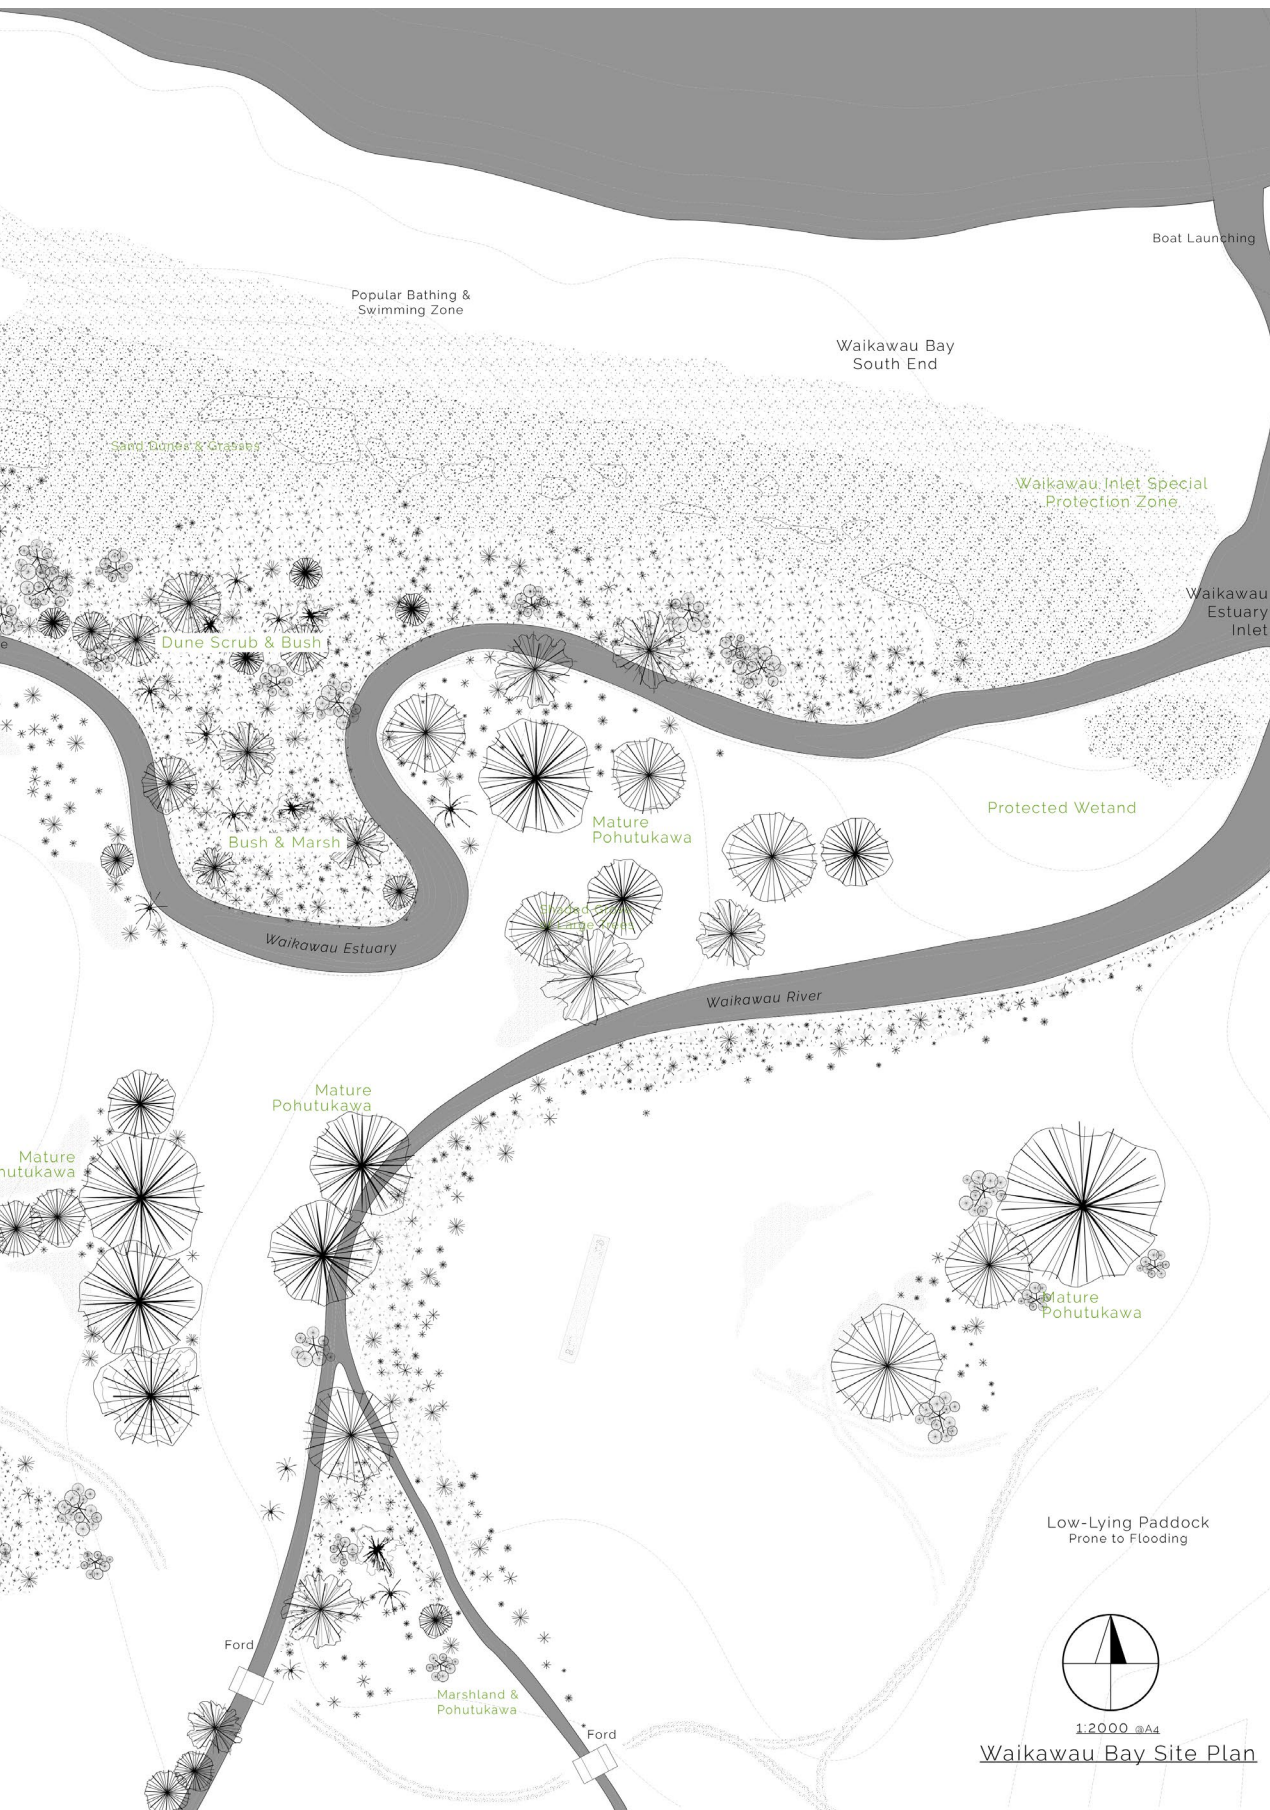 Boat Launching
Popular Bathing &
Swimming Zone
Waikawau Bay
South End
Sand Dunes & Grasses
Waikawau Inlet Special
Protection Zone
Waikawau
Estuary
Inlet
Dune Scrub & Bush
e
Protected Wetand
Mature
Pohutukawa
Bush & Marsh
Waikawau Estuary
Waikawau River
Mature
Pohutukawa
Mature
hutukawa
Mature
Pohutukawa
Low-Lying Paddock
Prone to Flooding
Ford
Marshland &
Pohutukawa
Ford
1:2000 @A4
Waikawau Bay Site Plan